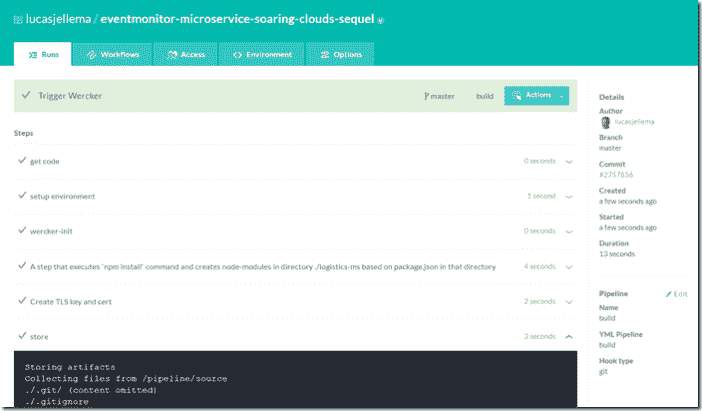 lucasjellema / eventmonitor-microservice-soaring-clouds-sequel
Runs Workflows Access Environment Options
Trigger Wercker master build Actions
Steps
get code 0 seconds
setup environment 1 second
wercker-init 0 seconds
A step that executes `npm install` command and creates node-modules in directory ./logistics-ms based on package.json in that directory 4 seconds
Create TLS key and cert 2 seconds
store 3 seconds
Storing artifacts
Collecting files from /pipeline/source
./.git/ (content omitted)
./.gitignore
Details
Author
lucasjellema
Branch
master
Commit
#2757856
Created
a few seconds ago
Started
a few seconds ago
Duration
13 seconds
Pipeline Edit
Name
build
YML Pipeline
build
Hook type
git